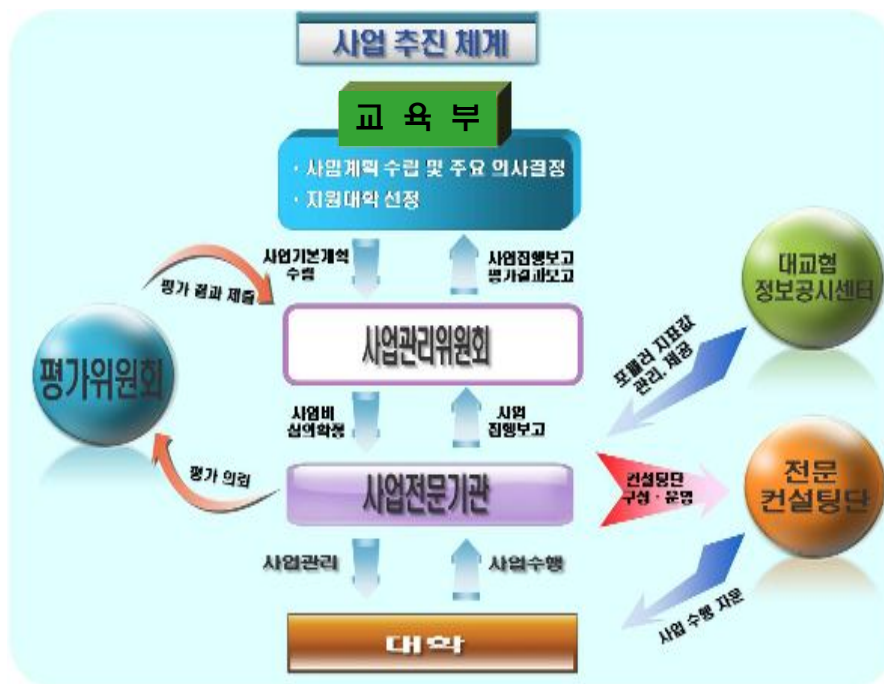 사업 추진 체계
교 육 부
· 사업계획 수립 및 주요 의사결정
· 지원대학 선정
사업기본계획
수립
사업집행보고
평가결과보고
평가 결과 제출
대교협
정보공시센터
사업관리위원회
포뮬러 지표값
관리, 제공
평가위원회
사업비
심의확정
사업
집행보고
평가 의뢰
사업전문기관
컨설팅단
구성 · 운영
전문
컨설팅단
사업관리
사업수행
사업 수행 자문
대학